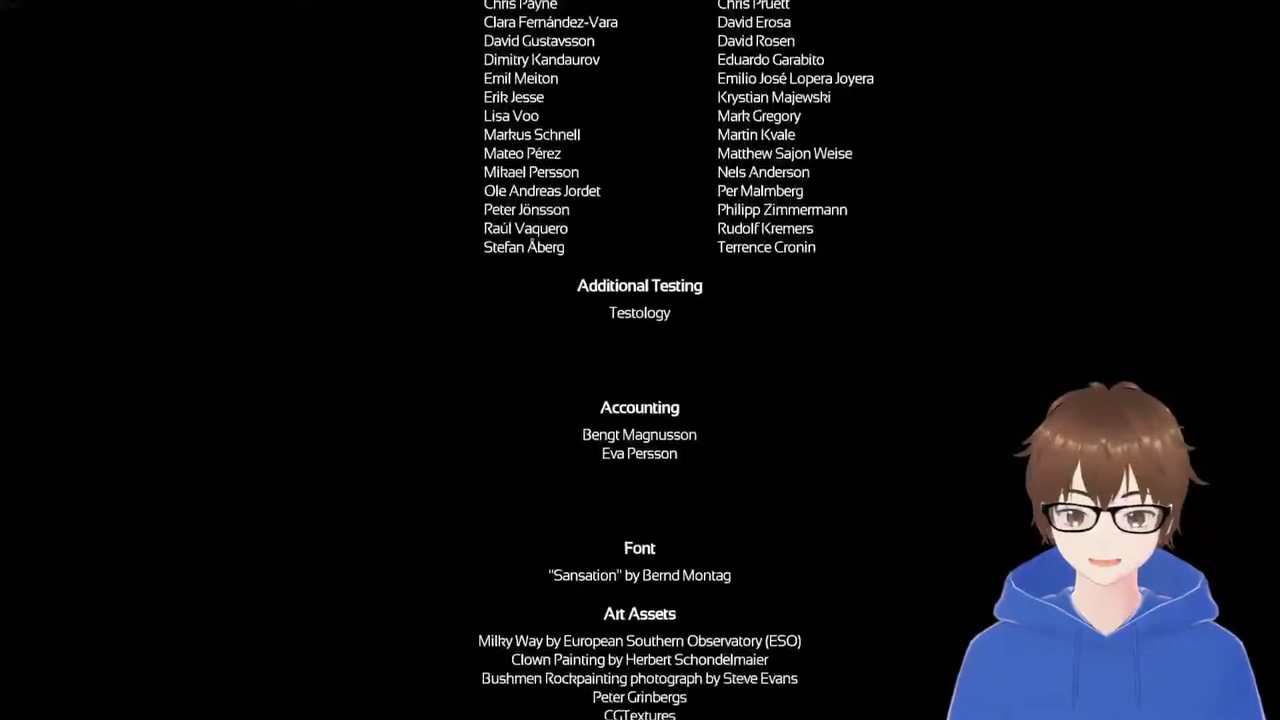 Chris Payne
Clara Fernández-Vara
David Gustavsson
Dimitry Kandaurov
Emil Meiton
Erik Jesse
Lisa Voo
Markus Schnell
Mateo Pérez
Mikael Persson
Ole Andreas Jordet
Peter Jönsson
Raúl Vaquero
Stefan Åberg
Chris Pruett
David Erosa
David Rosen
Eduardo Garabito
Emilio José Lopera Joyera
Krystian Majewski
Mark Gregory
Martin Kvale
Matthew Sajon Weise
Nels Anderson
Per Malmberg
Philipp Zimmermann
Rudolf Kremers
Terrence Cronin
Additional Testing
Testology
Accounting
Bengt Magnusson
Eva Persson
Font
"Sansation" by Bernd Montag
Art Assets
Milky Way by European Southern Observatory (ESO)
Clown Painting by Herbert Schondelmaier
Bushmen Rockpainting photograph by Steve Evans
Peter Grinbergs
CGTextures